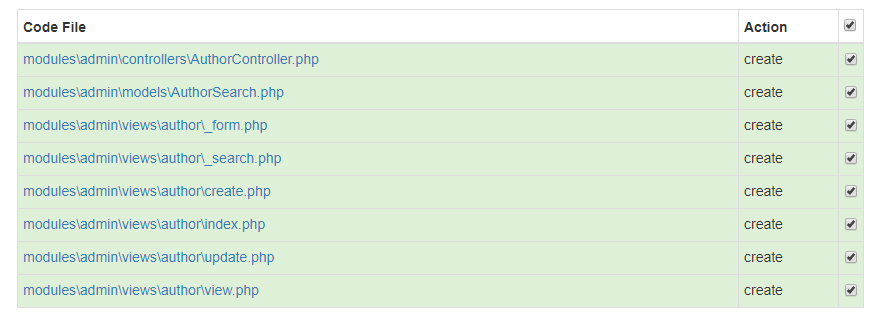 Code File Action
modules\admin\controllers\AuthorController.php create
modules\admin\models\AuthorSearch.php create
modules\admin\views\author\_form.php create
modules\admin\views\author\_search.php create
modules\admin\views\author\create.php create
modules\admin\views\author\index.php create
modules\admin\views\author\update.php create
modules\admin\views\author\view.php create